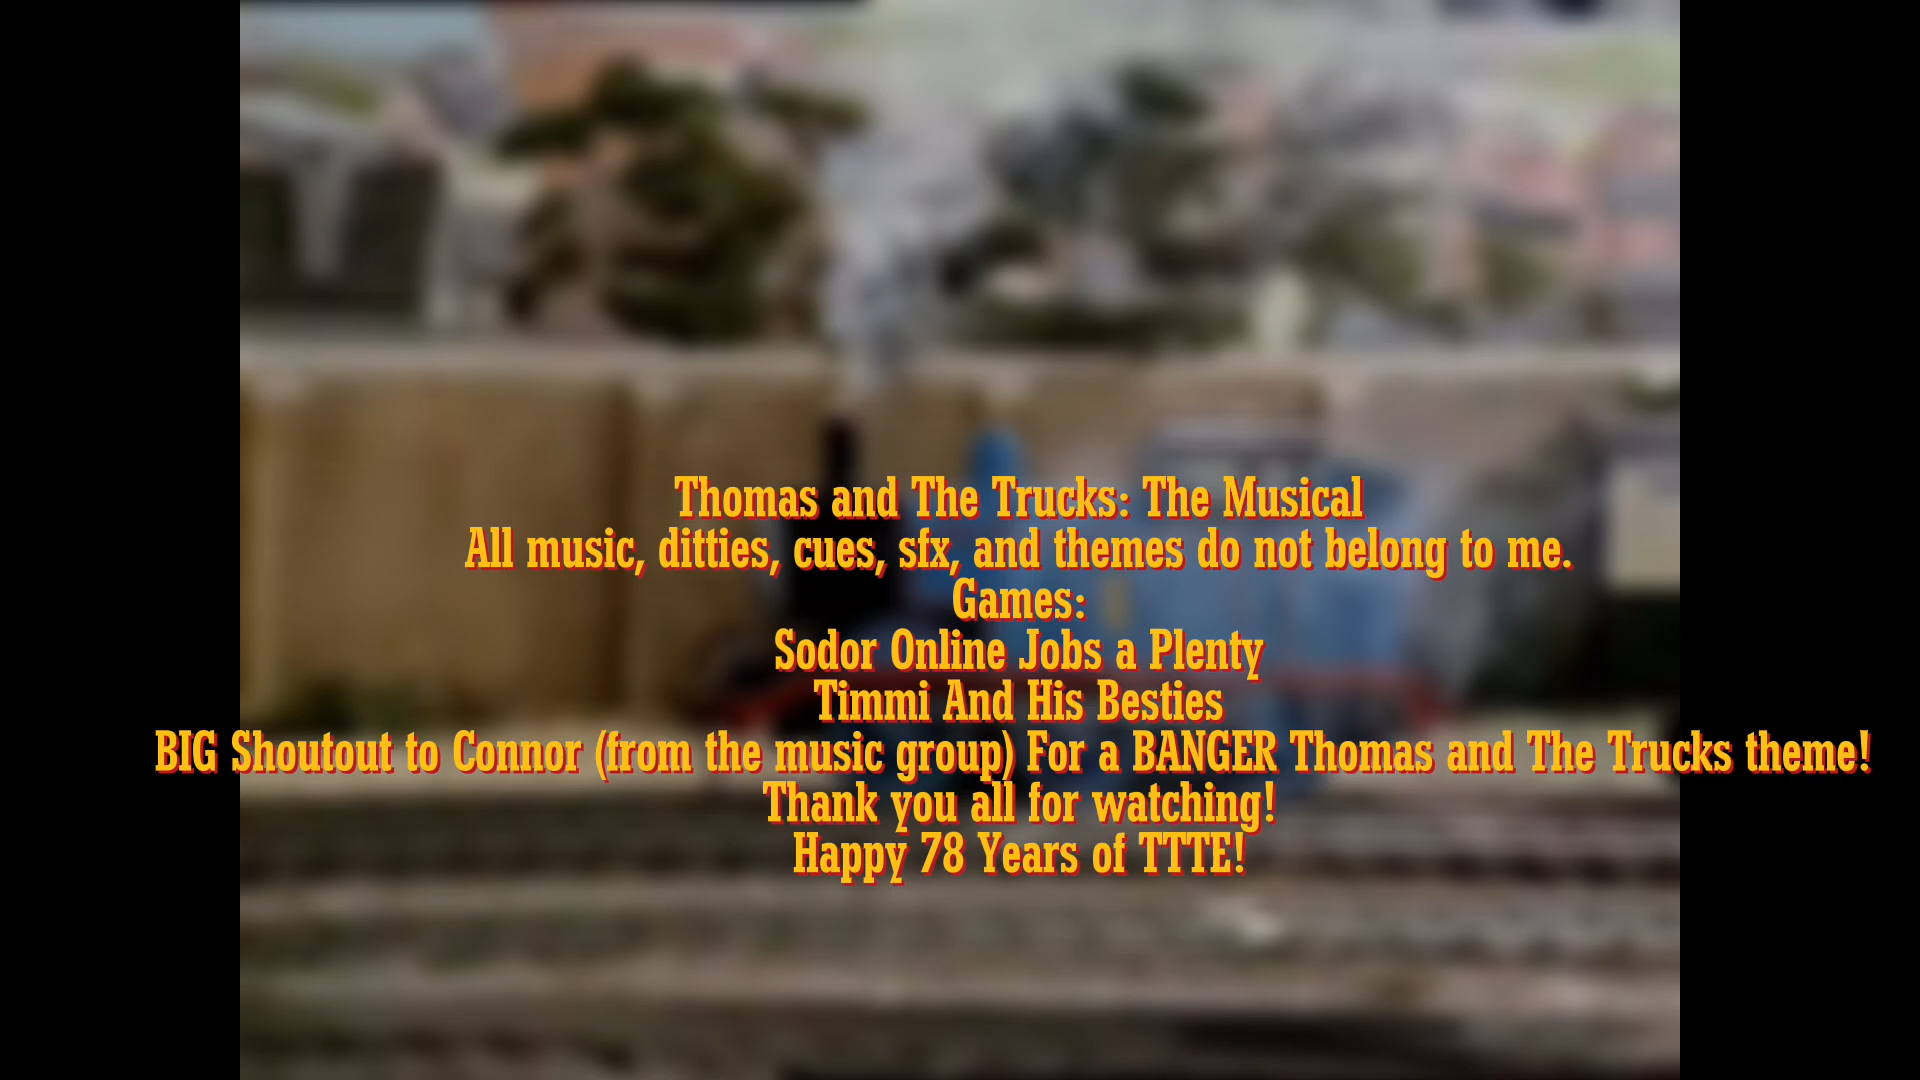 Thomas and The Trucks: The Musical
All music, ditties, cues, sfx, and themes do not belong to me.
Games:
Sodor Online Jobs a Plenty
Timmi And His Besties
BIG Shoutout to Connor (from the music group) For a BANGER Thomas and The Trucks theme!
Thank you all for watching!
Happy 78 Years of TTTE!